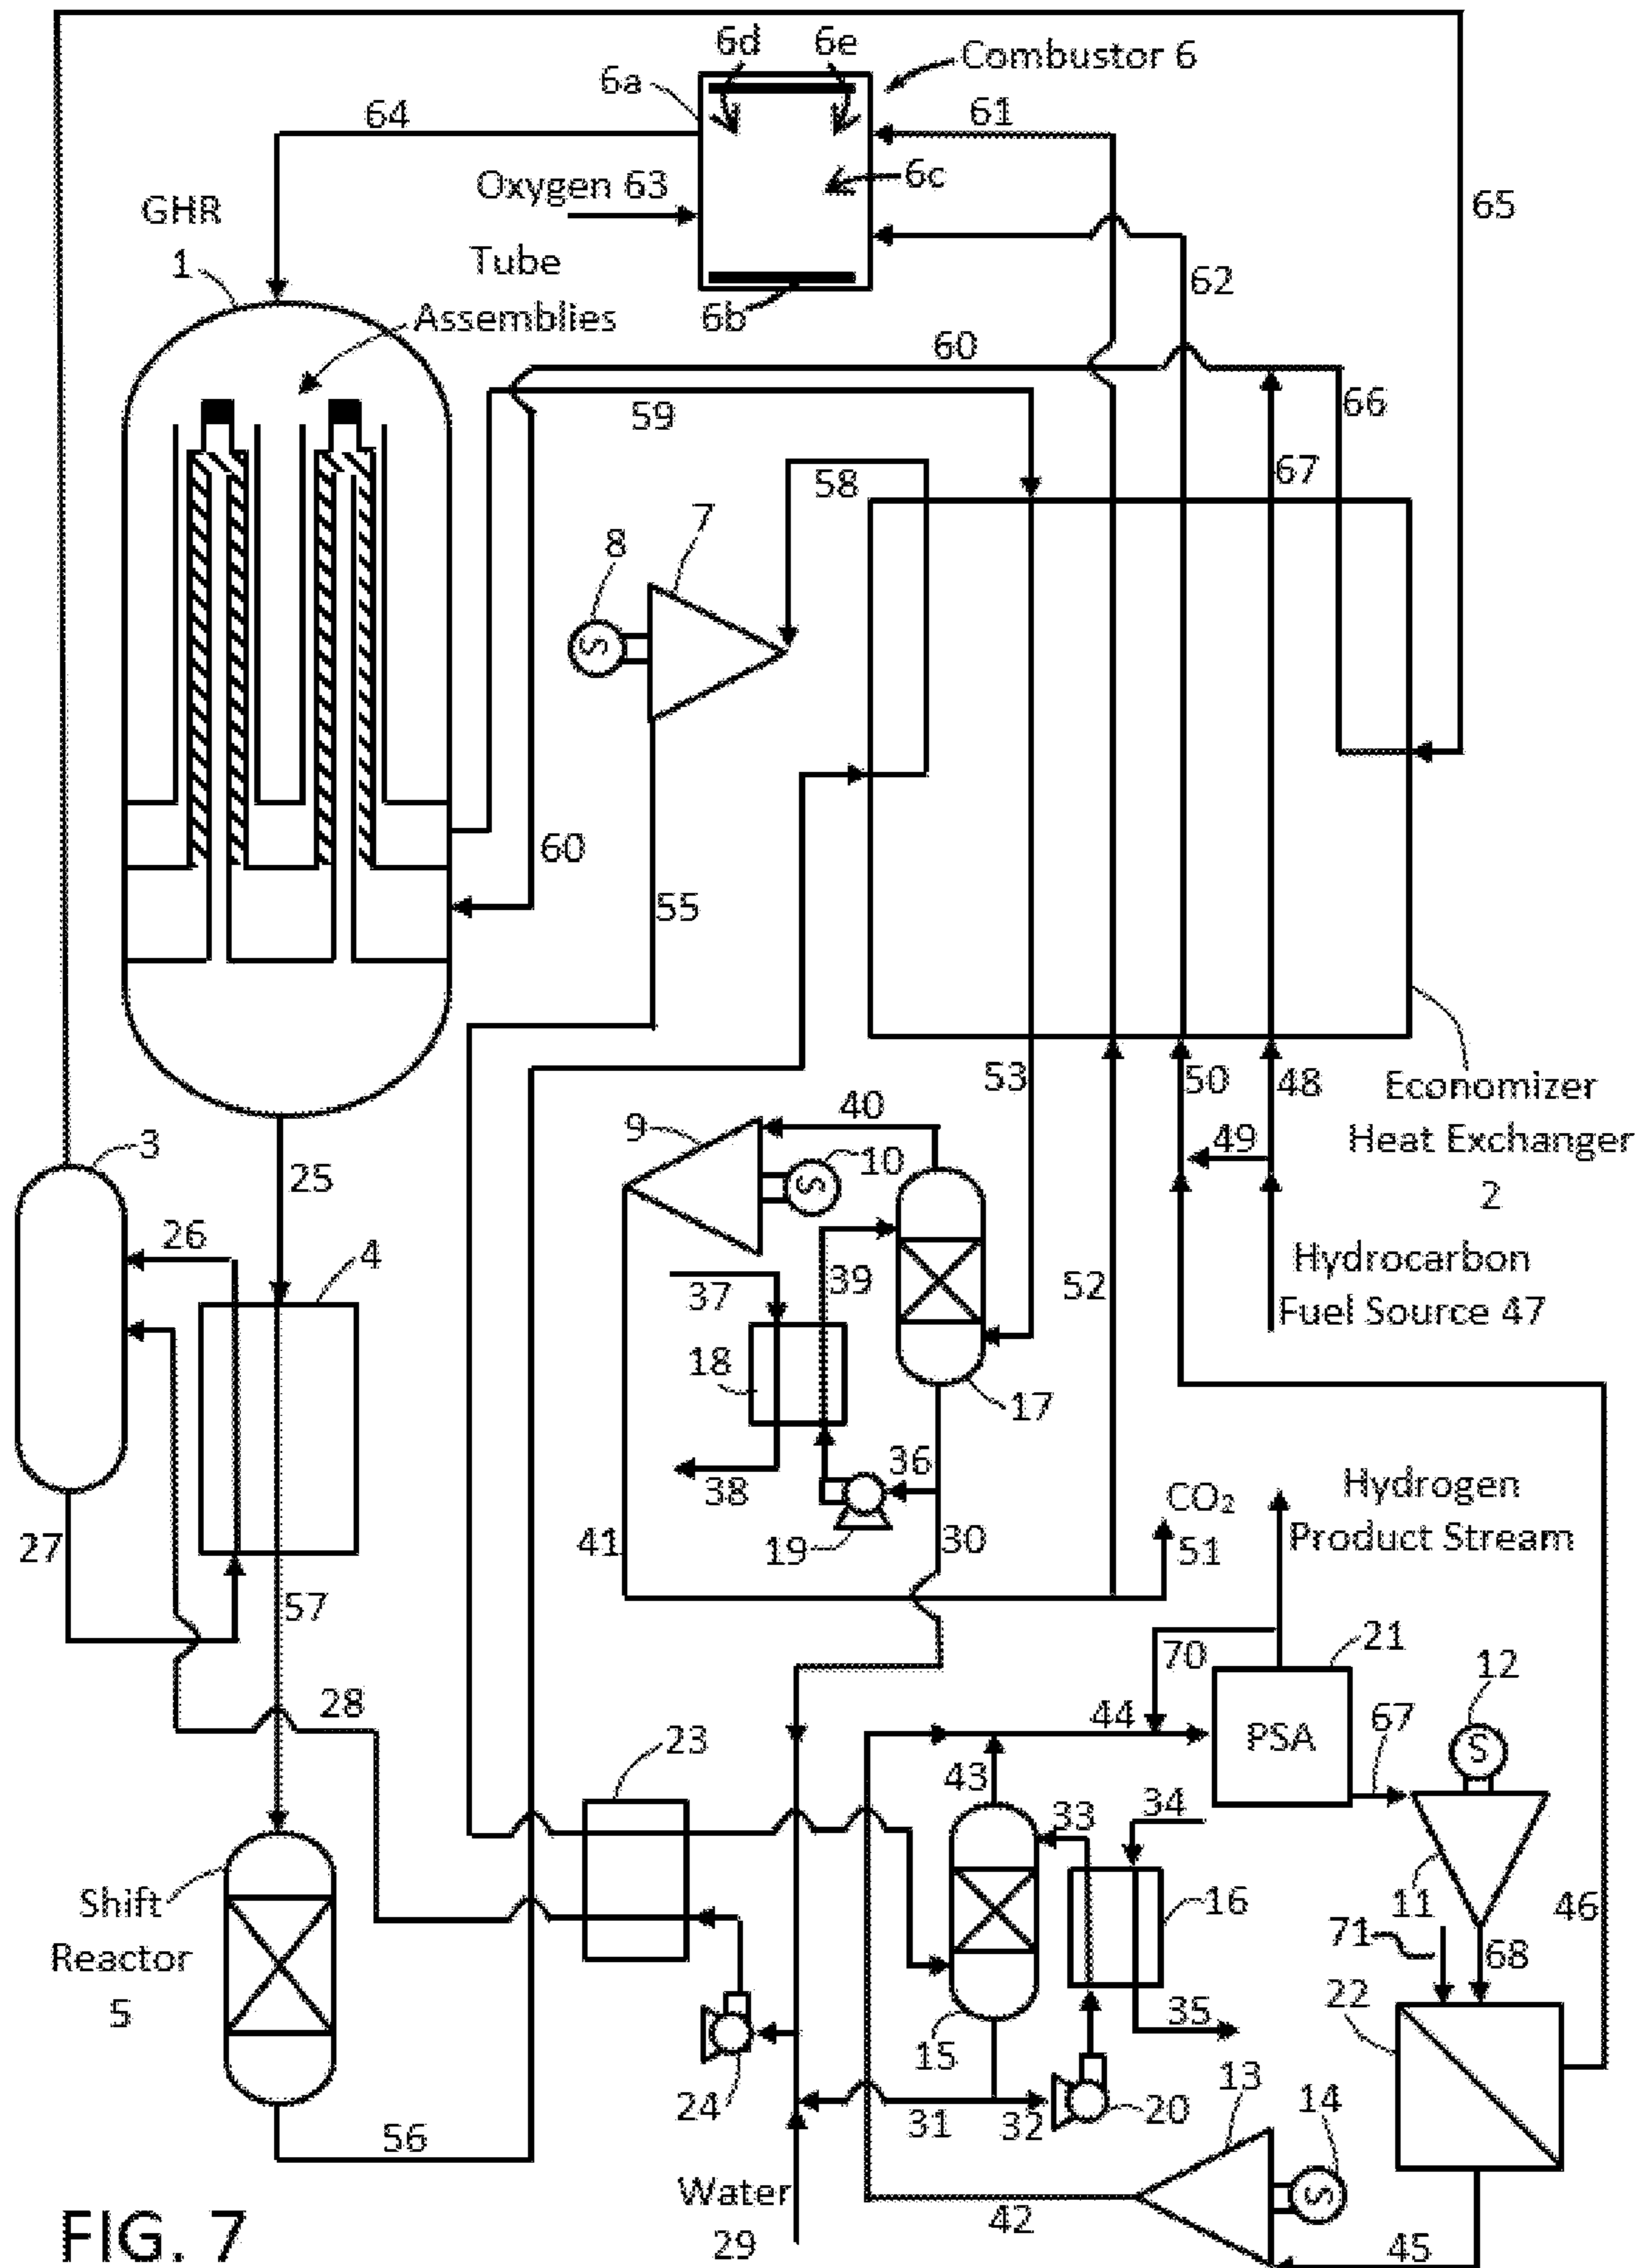 6d
6e
Combustor 6
6a
64
61
6c
Oxygen 63
65
GHR
1
Tube
Assemblies
62
6b
60
59
66
67
58
7
8
60
55
53
50
48
Economizer
Heat Exchanger
2
49
40
9
10
3
25
26
4
Hydrocarbon
Fuel Source 47
52
39
37
18
17
36
38
CO₂
Hydrogen
Product Stream
27
19
30
51
41
57
21
70
12
28
44
67
PSA
23
43
33
34
Shift
Reactor
5
11
16
46
71
68
22
35
15
24
13
14
31
32
20
56
Water
29
42
45
FIG. 7
S
S
S
S